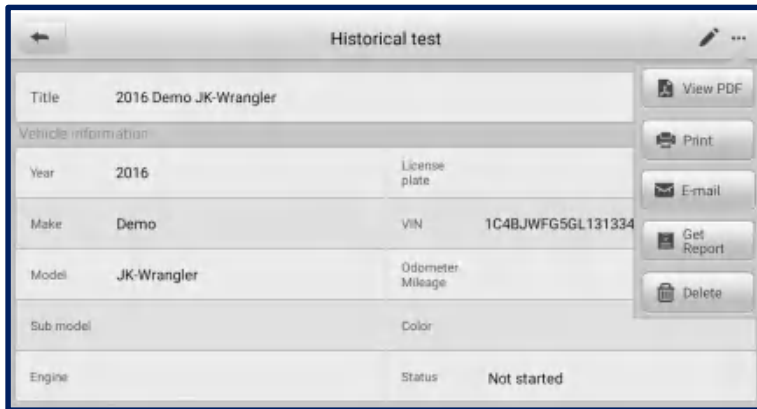 Historical test
Title 2016 Demo JK-Wrangler
View PDF
Vehicle information
Print
Year 2016 License plate
E-mail
Make Demo VIN 1C4BJWFG5GL131334
Get Report
Model JK-Wrangler Odometer Mileage
Delete
Sub model Color
Engine Status Not started